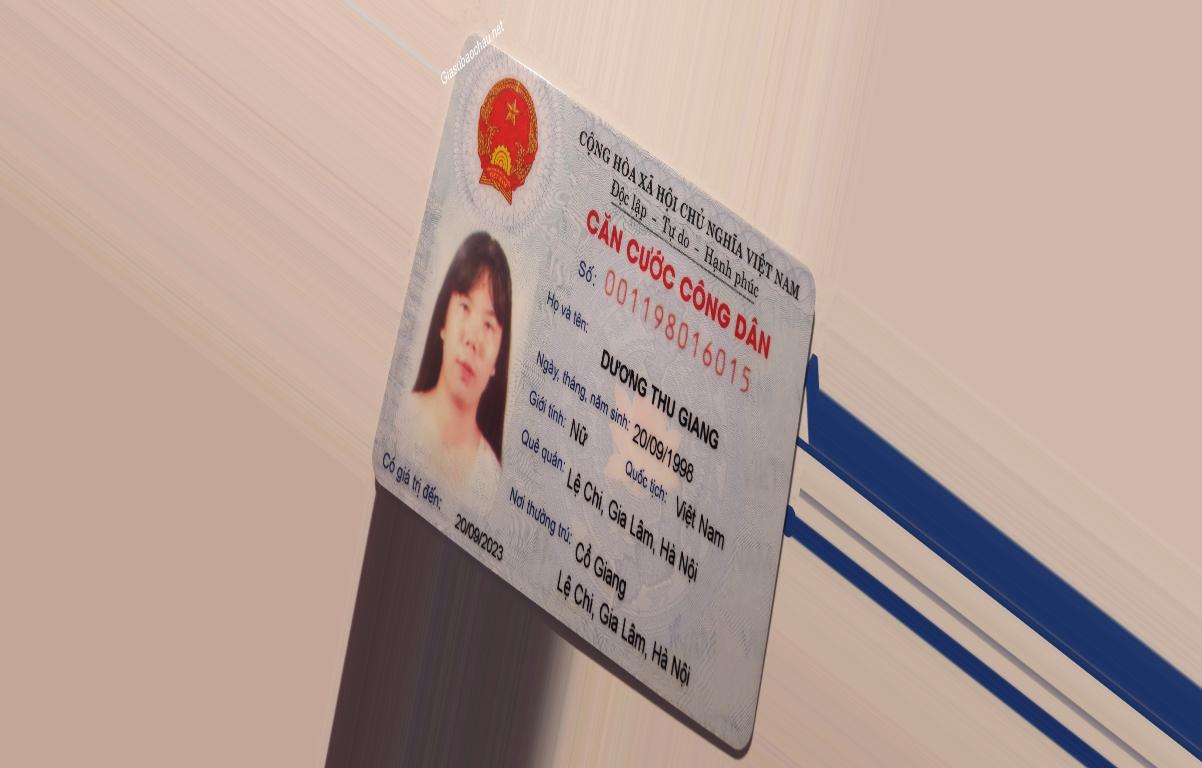 Giasubaochau.net
CỘNG HÒA XÃ HỘI CHỦ NGHĨA VIỆT NAM
Độc lập - Tự do - Hạnh phúc
CĂN CƯỚC CÔNG DÂN
Số: 001198016015
Họ và tên:
DƯƠNG THU GIANG
Ngày, tháng, năm sinh: 20/09/1998
Giới tính: Nữ Quốc tịch: Việt Nam
Quê quán: Lệ Chi, Gia Lâm, Hà Nội
Nơi thường trú: Cổ Giang
Lệ Chi, Gia Lâm, Hà Nội
Có giá trị đến: 20/09/2023